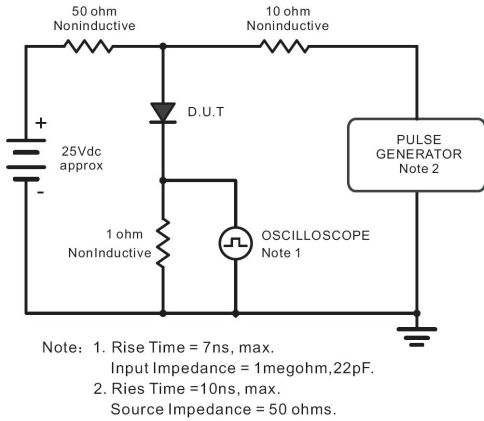 50 ohm
Noninductive
10 ohm
Noninductive
D.U.T
+
25Vdc
approx
-
PULSE
GENERATOR
Note 2
1 ohm
NonInductive
OSCILLOSCOPE
Note 1
Note: 1. Rise Time = 7ns, max.
Input Impedance = 1megohm,22pF.
2. Ries Time =10ns, max.
Source Impedance = 50 ohms.